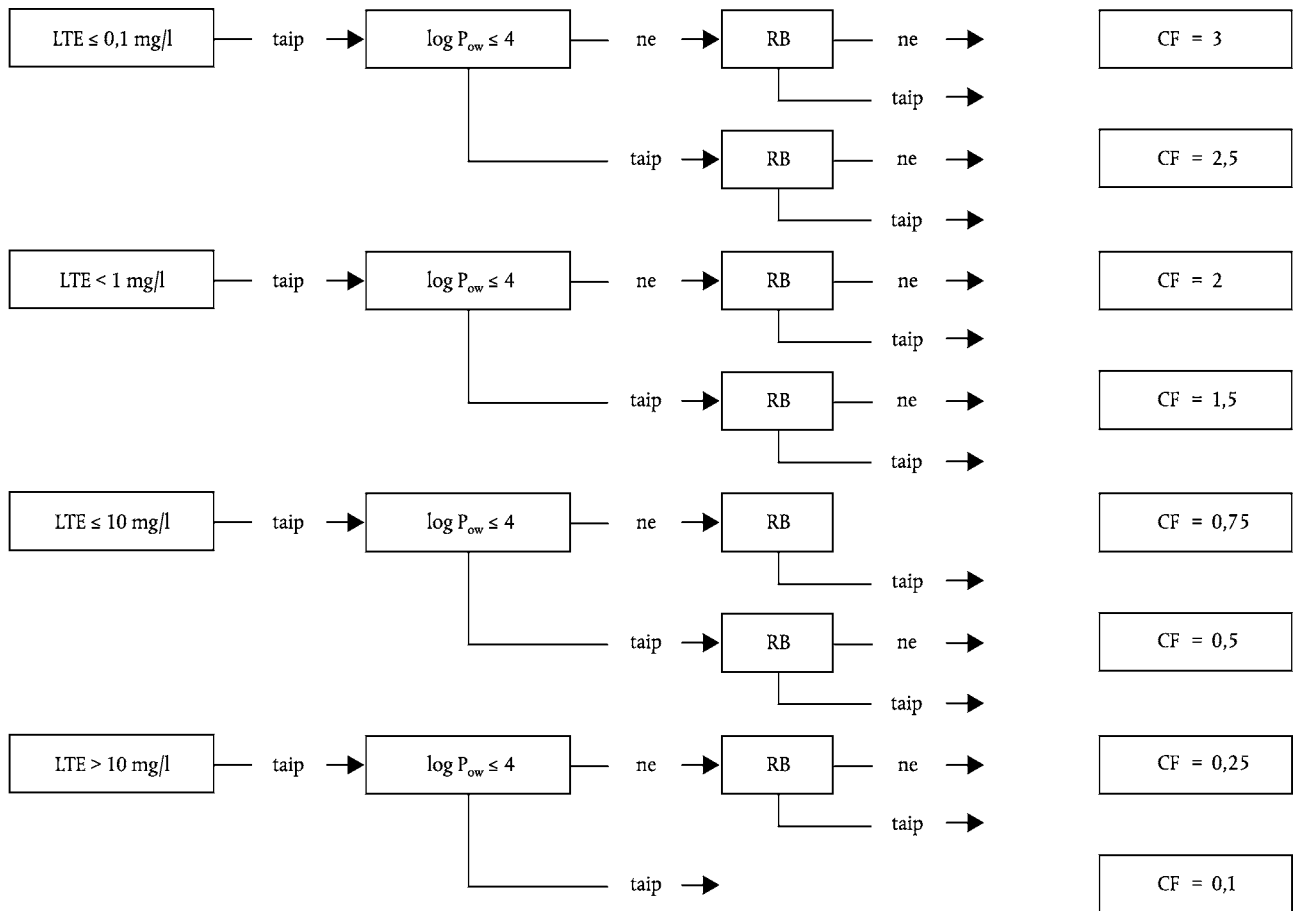 LTE ≤ 0,1 mg/l taip log Pow ≤ 4 ne RB ne CF = 3
taip
taip RB ne CF = 2,5
taip
LTE < 1 mg/l taip log Pow ≤ 4 ne RB ne CF = 2
taip
taip RB ne CF = 1,5
taip
LTE ≤ 10 mg/l taip log Pow ≤ 4 ne RB CF = 0,75
taip
taip RB ne CF = 0,5
taip
LTE > 10 mg/l taip log Pow ≤ 4 ne RB ne CF = 0,25
taip
taip CF = 0,1